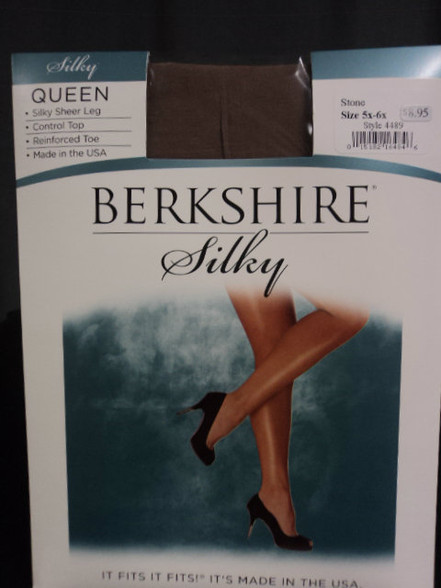 Silky
QUEEN
• Silky Sheer Leg
• Control Top
• Reinforced Toe
• Made in the USA
Stone
Size 5x-6x
Style 4489
BERKSHIRE®
Silky
IT FITS IT FITS!® IT'S MADE IN THE USA.